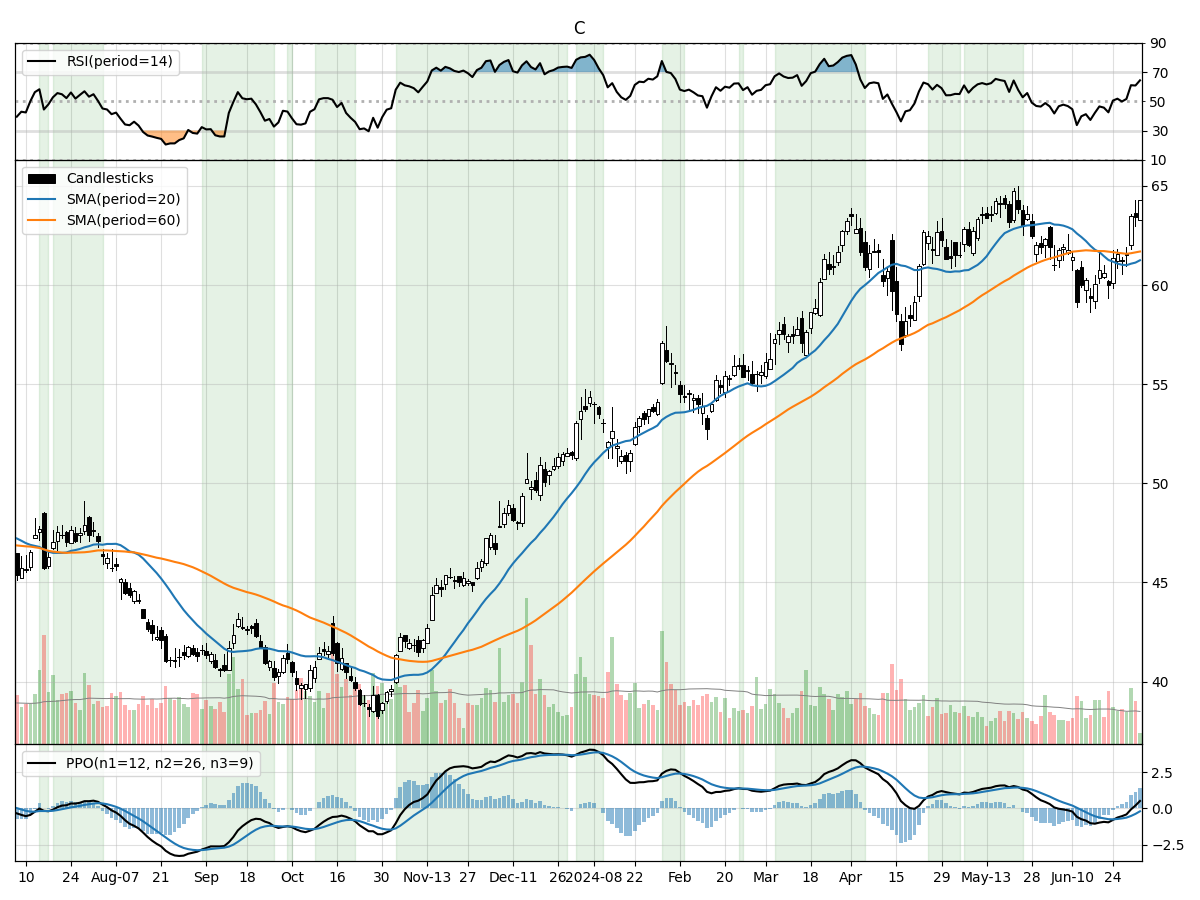 C
RSI(period=14)
90
70
50
30
10
Candlesticks
SMA(period=20)
SMA(period=60)
65
60
55
50
45
40
PPO(n1=12, n2=26, n3=9)
2.5
0.0
−2.5
10 24 Aug-07 21 Sep 18 Oct 16 30 Nov-13 27 Dec-11 26 2024-08 22 Feb 20 Mar 18 Apr 15 29 May-13 28 Jun-10 24